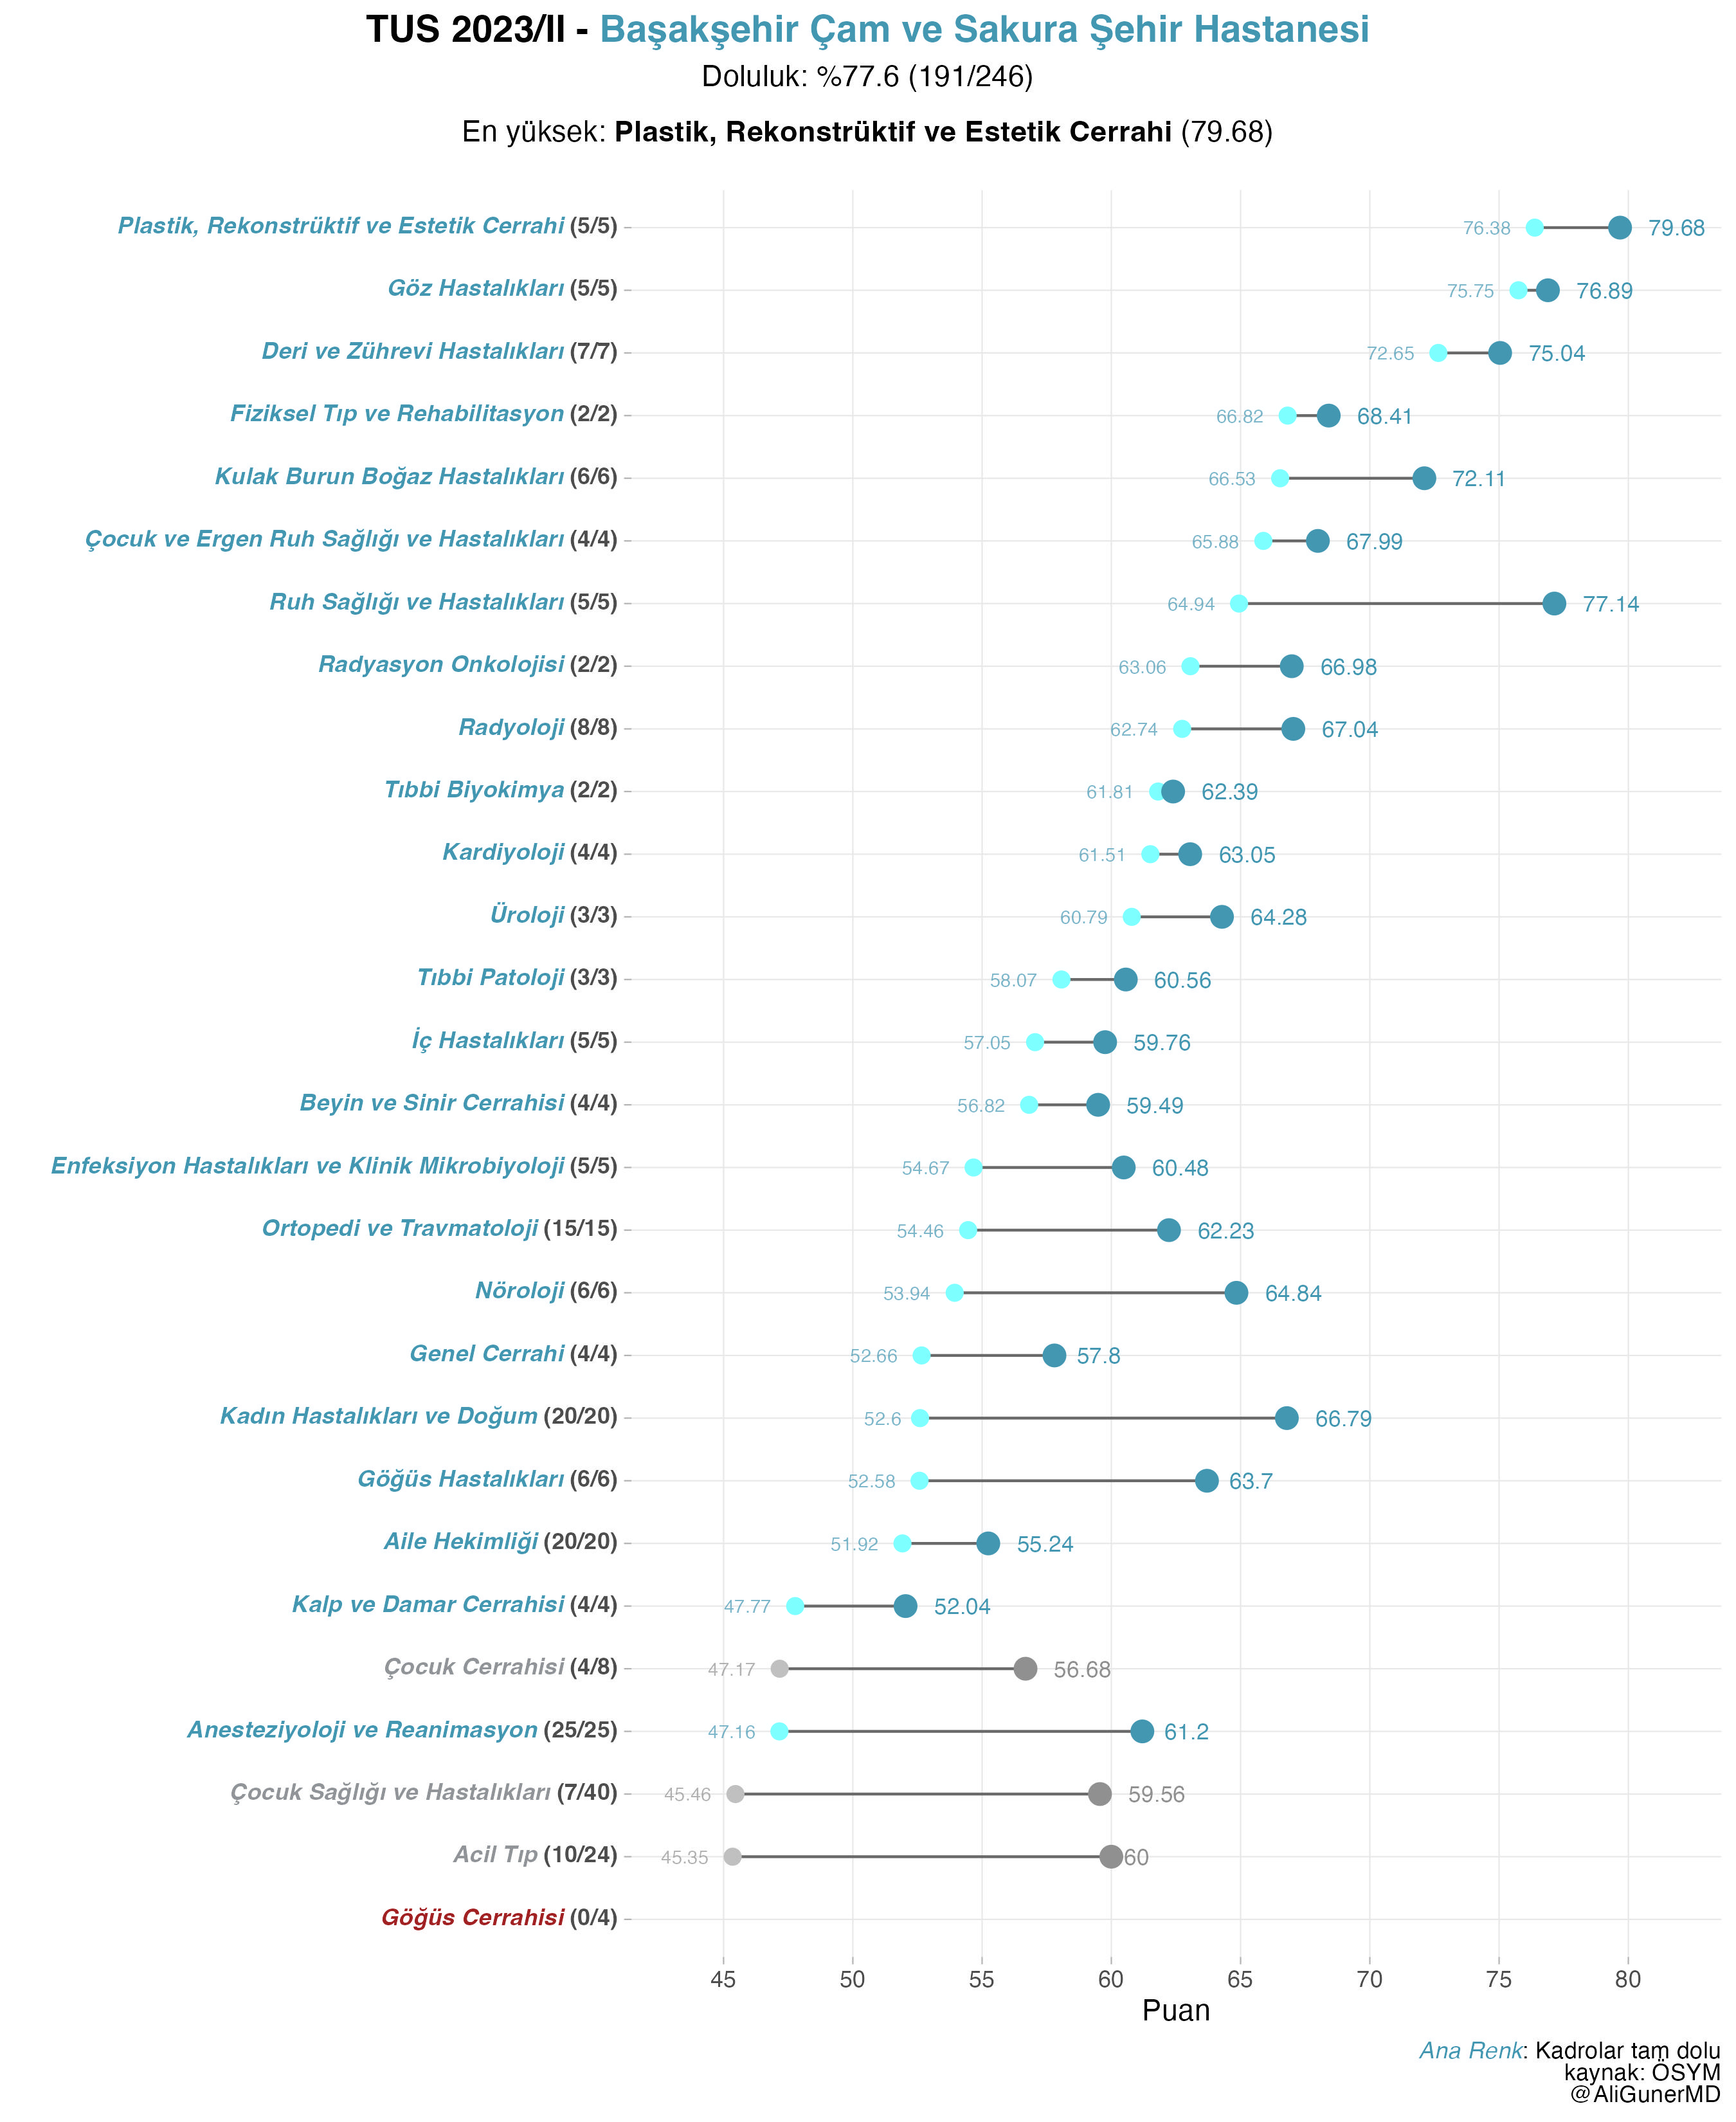 TUS 2023/II - Başakşehir Çam ve Sakura Şehir Hastanesi
Doluluk: %77.6 (191/246)
En yüksek: Plastik, Rekonstrüktif ve Estetik Cerrahi (79.68)
Plastik, Rekonstrüktif ve Estetik Cerrahi (5/5) 76.38 79.68
Göz Hastalıkları (5/5) 75.75 76.89
Deri ve Zührevi Hastalıkları (7/7) 72.65 75.04
Fiziksel Tıp ve Rehabilitasyon (2/2) 66.82 68.41
Kulak Burun Boğaz Hastalıkları (6/6) 66.53 72.11
Çocuk ve Ergen Ruh Sağlığı ve Hastalıkları (4/4) 65.88 67.99
Ruh Sağlığı ve Hastalıkları (5/5) 64.94 77.14
Radyasyon Onkolojisi (2/2) 63.06 66.98
Radyoloji (8/8) 62.74 67.04
Tıbbi Biyokimya (2/2) 61.81 62.39
Kardiyoloji (4/4) 61.51 63.05
Üroloji (3/3) 60.79 64.28
Tıbbi Patoloji (3/3) 58.07 60.56
İç Hastalıkları (5/5) 57.05 59.76
Beyin ve Sinir Cerrahisi (4/4) 56.82 59.49
Enfeksiyon Hastalıkları ve Klinik Mikrobiyoloji (5/5) 54.67 60.48
Ortopedi ve Travmatoloji (15/15) 54.46 62.23
Nöroloji (6/6) 53.94 64.84
Genel Cerrahi (4/4) 52.66 57.8
Kadın Hastalıkları ve Doğum (20/20) 52.6 66.79
Göğüs Hastalıkları (6/6) 52.58 63.7
Aile Hekimliği (20/20) 51.92 55.24
Kalp ve Damar Cerrahisi (4/4) 47.77 52.04
Çocuk Cerrahisi (4/8) 47.17 56.68
Anesteziyoloji ve Reanimasyon (25/25) 47.16 61.2
Çocuk Sağlığı ve Hastalıkları (7/40) 45.46 59.56
Acil Tıp (10/24) 45.35 60
Göğüs Cerrahisi (0/4)
45 50 55 60 65 70 75 80
Puan
Ana Renk: Kadrolar tam dolu
kaynak: ÖSYM
@AliGunerMD